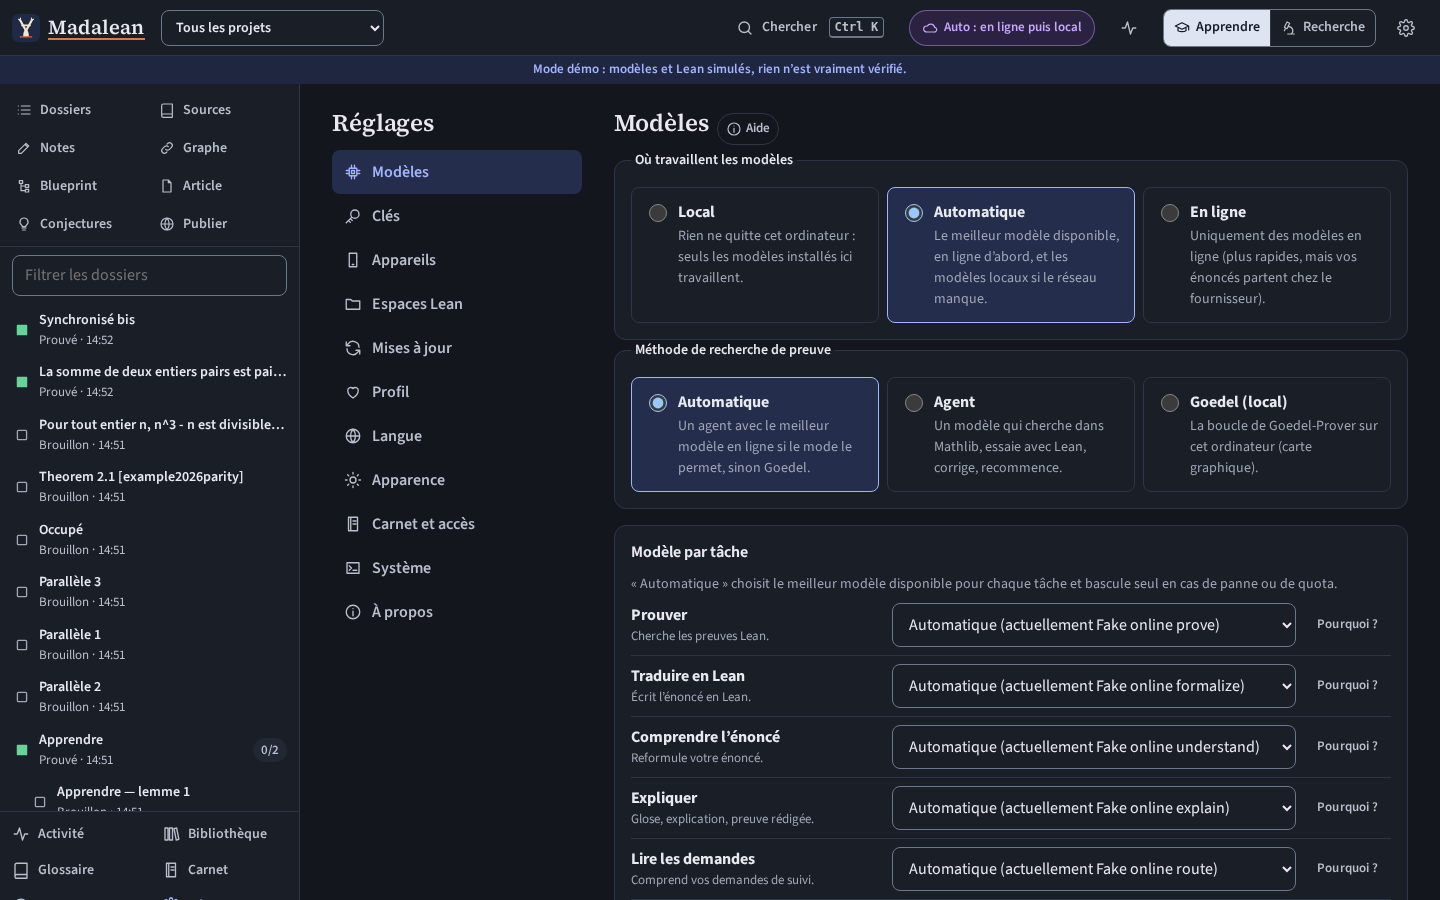 Madalean
Tous les projets
Chercher
Ctrl K
Auto : en ligne puis local
Apprendre
Recherche
Mode démo : modèles et Lean simulés, rien n’est vraiment vérifié.
Dossiers
Sources
Notes
Graphe
Blueprint
Article
Conjectures
Publier
Filtrer les dossiers
Synchronisé bis
Prouvé · 14:52
La somme de deux entiers pairs est pai…
Prouvé · 14:52
Pour tout entier n, n^3 - n est divisible…
Brouillon · 14:51
Theorem 2.1 [example2026parity]
Brouillon · 14:51
Occupé
Brouillon · 14:51
Parallèle 3
Brouillon · 14:51
Parallèle 1
Brouillon · 14:51
Parallèle 2
Brouillon · 14:51
Apprendre
Prouvé · 14:51
0/2
Apprendre — lemme 1
Brouillon · 14:51
Activité
Bibliothèque
Glossaire
Carnet
Réglages
Modèles
Clés
Appareils
Espaces Lean
Mises à jour
Profil
Langue
Apparence
Carnet et accès
Système
À propos
Modèles
Aide
Où travaillent les modèles
Local
Rien ne quitte cet ordinateur :
seuls les modèles installés ici
travaillent.
Automatique
Le meilleur modèle disponible,
en ligne d’abord, et les
modèles locaux si le réseau
manque.
En ligne
Uniquement des modèles en
ligne (plus rapides, mais vos
énoncés partent chez le
fournisseur).
Méthode de recherche de preuve
Automatique
Un agent avec le meilleur
modèle en ligne si le mode le
permet, sinon Goedel.
Agent
Un modèle qui cherche dans
Mathlib, essaie avec Lean,
corrige, recommence.
Goedel (local)
La boucle de Goedel-Prover sur
cet ordinateur (carte
graphique).
Modèle par tâche
« Automatique » choisit le meilleur modèle disponible pour chaque tâche et bascule seul en cas de panne ou de quota.
Prouver
Cherche les preuves Lean.
Automatique (actuellement Fake online prove)
Pourquoi ?
Traduire en Lean
Écrit l’énoncé en Lean.
Automatique (actuellement Fake online formalize)
Pourquoi ?
Comprendre l’énoncé
Reformule votre énoncé.
Automatique (actuellement Fake online understand)
Pourquoi ?
Expliquer
Glose, explication, preuve rédigée.
Automatique (actuellement Fake online explain)
Pourquoi ?
Lire les demandes
Comprend vos demandes de suivi.
Automatique (actuellement Fake online route)
Pourquoi ?